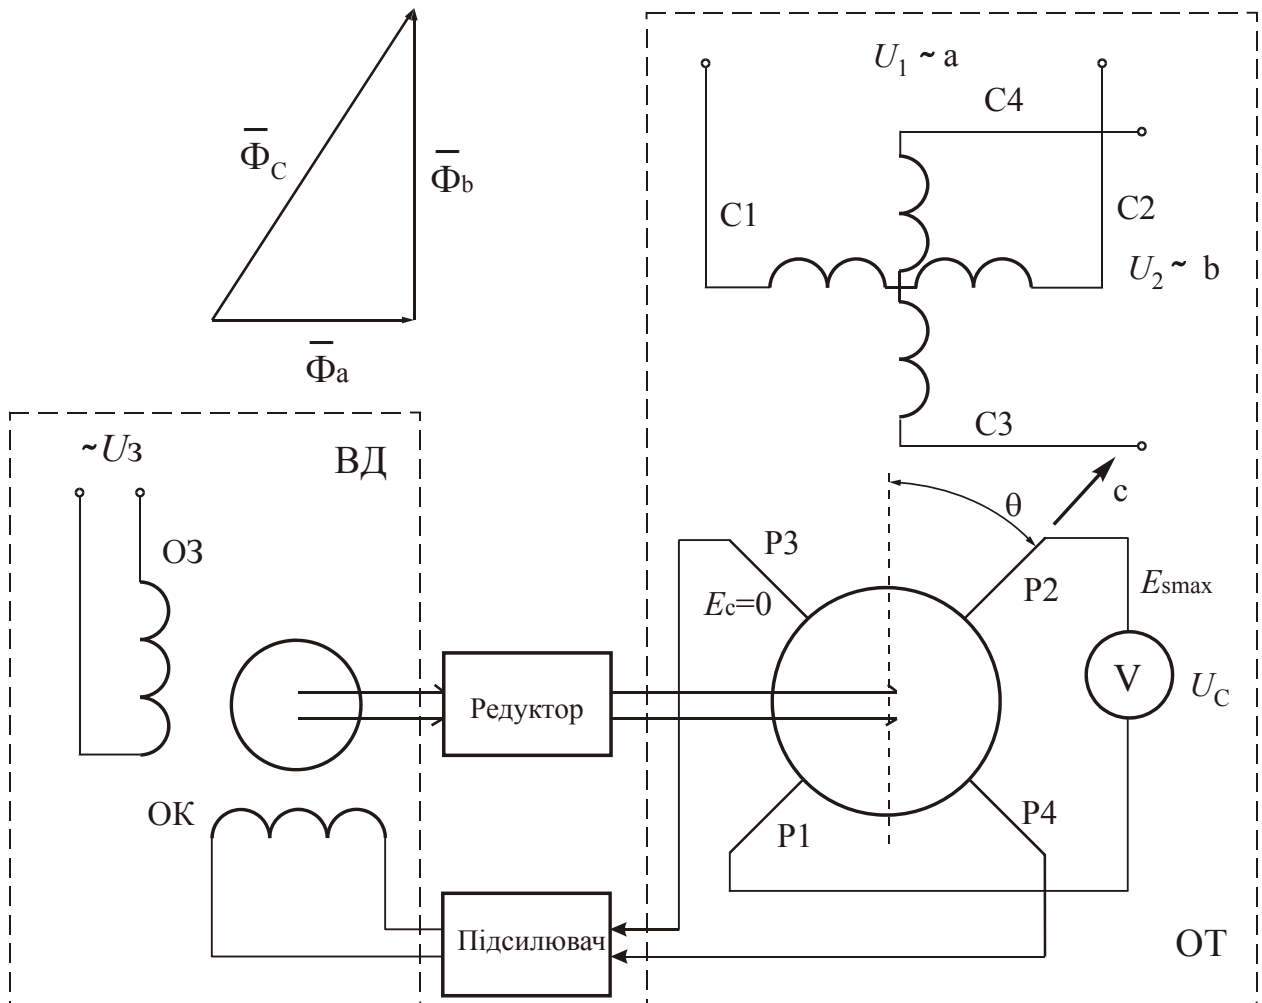 U1 ~ a
C4
Φ̅C
Φ̅b
C1
C2
U2 ~ b
Φ̅a
C3
~Uз
ВД
c
θ
P3
ОЗ
P2
Esmax
Ec=0
V
UC
Редуктор
ОК
P1
P4
Підсилювач
ОТ